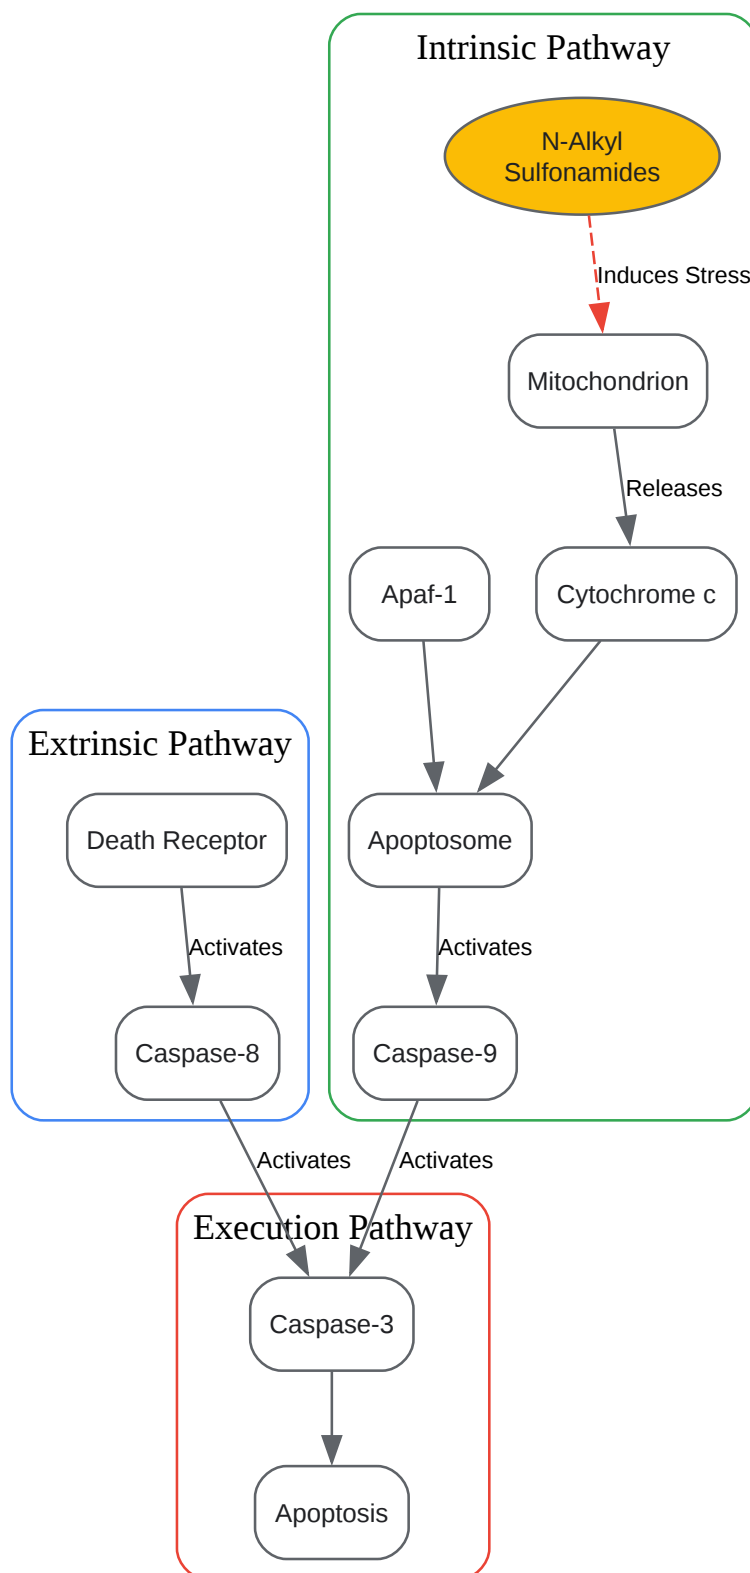 Intrinsic Pathway
N-Alkyl
Sulfonamides
Induces Stress
Mitochondrion
Releases
Apaf-1
Cytochrome c
Extrinsic Pathway
Death Receptor
Apoptosome
Activates
Activates
Caspase-8
Caspase-9
Activates
Activates
Execution Pathway
Caspase-3
Apoptosis